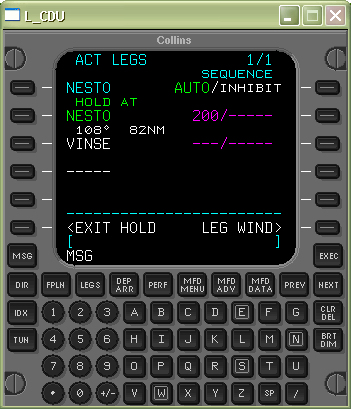 L_CDU
Collins
ACT LEGS 1/1
SEQUENCE
NESTO AUTO/INHIBIT
HOLD AT
NESTO 200/-----
108° 82NM
VINSE ---/-----
-----
<EXIT HOLD LEG WIND>
[ ]
MSG
MSG EXEC
DIR FPLN LEGS DEP ARR PERF MFD MENU MFD ADV MFD DATA PREV NEXT
IDX 1 2 3 A B C D E F G CLR DEL
TUN 4 5 6 H I J K L M N BRT DIM
7 8 9 O P Q R S T U
• 0 +/- V W X Y Z SP /